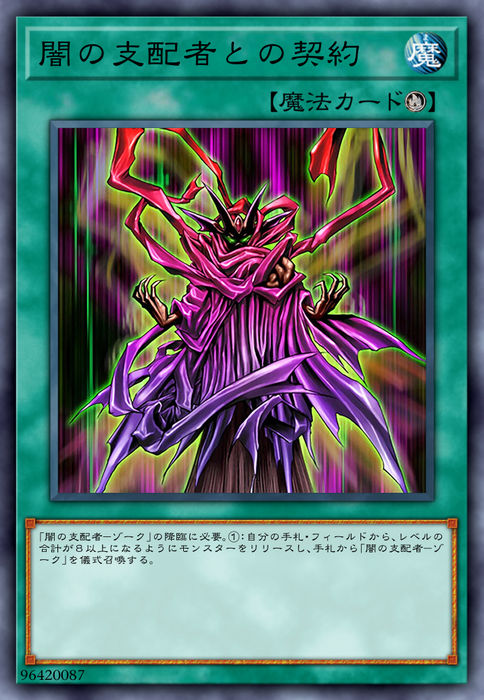 闇の支配者との契約
魔
【魔法カード】
「闇の支配者－ゾーク」の降臨に必要。①：自分の手札・フィールドから、レベルの
合計が８以上になるようにモンスターをリリースし、手札から「闇の支配者－ゾ
ーク」を儀式召喚する。
96420087